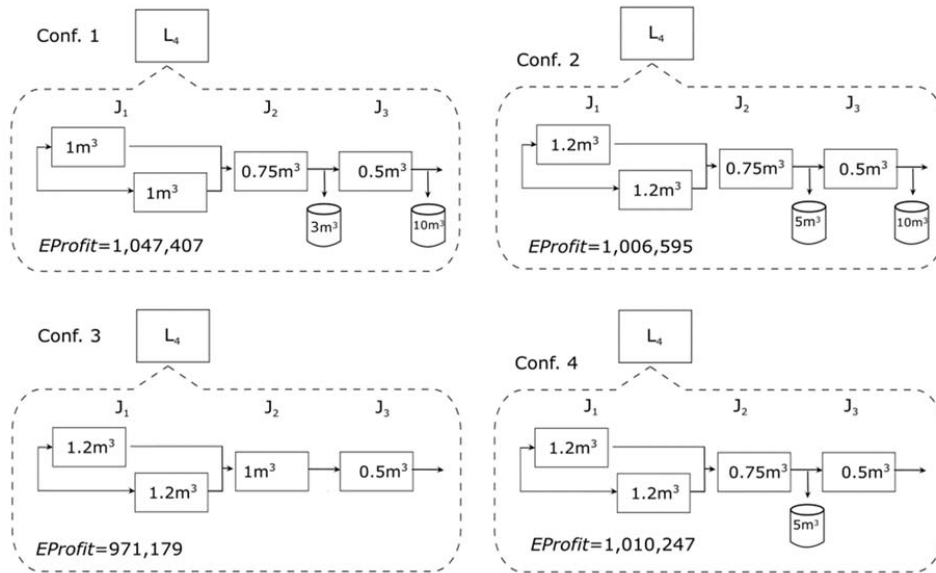 Conf. 1
L₄
J₁ J₂ J₃
1m³
1m³
0.75m³
0.5m³
3m³
10m³
EProfit=1,047,407
Conf. 2
L₄
J₁ J₂ J₃
1.2m³
1.2m³
0.75m³
0.5m³
5m³
10m³
EProfit=1,006,595
Conf. 3
L₄
J₁ J₂ J₃
1.2m³
1.2m³
1m³
0.5m³
EProfit=971,179
Conf. 4
L₄
J₁ J₂ J₃
1.2m³
1.2m³
0.75m³
0.5m³
5m³
EProfit=1,010,247